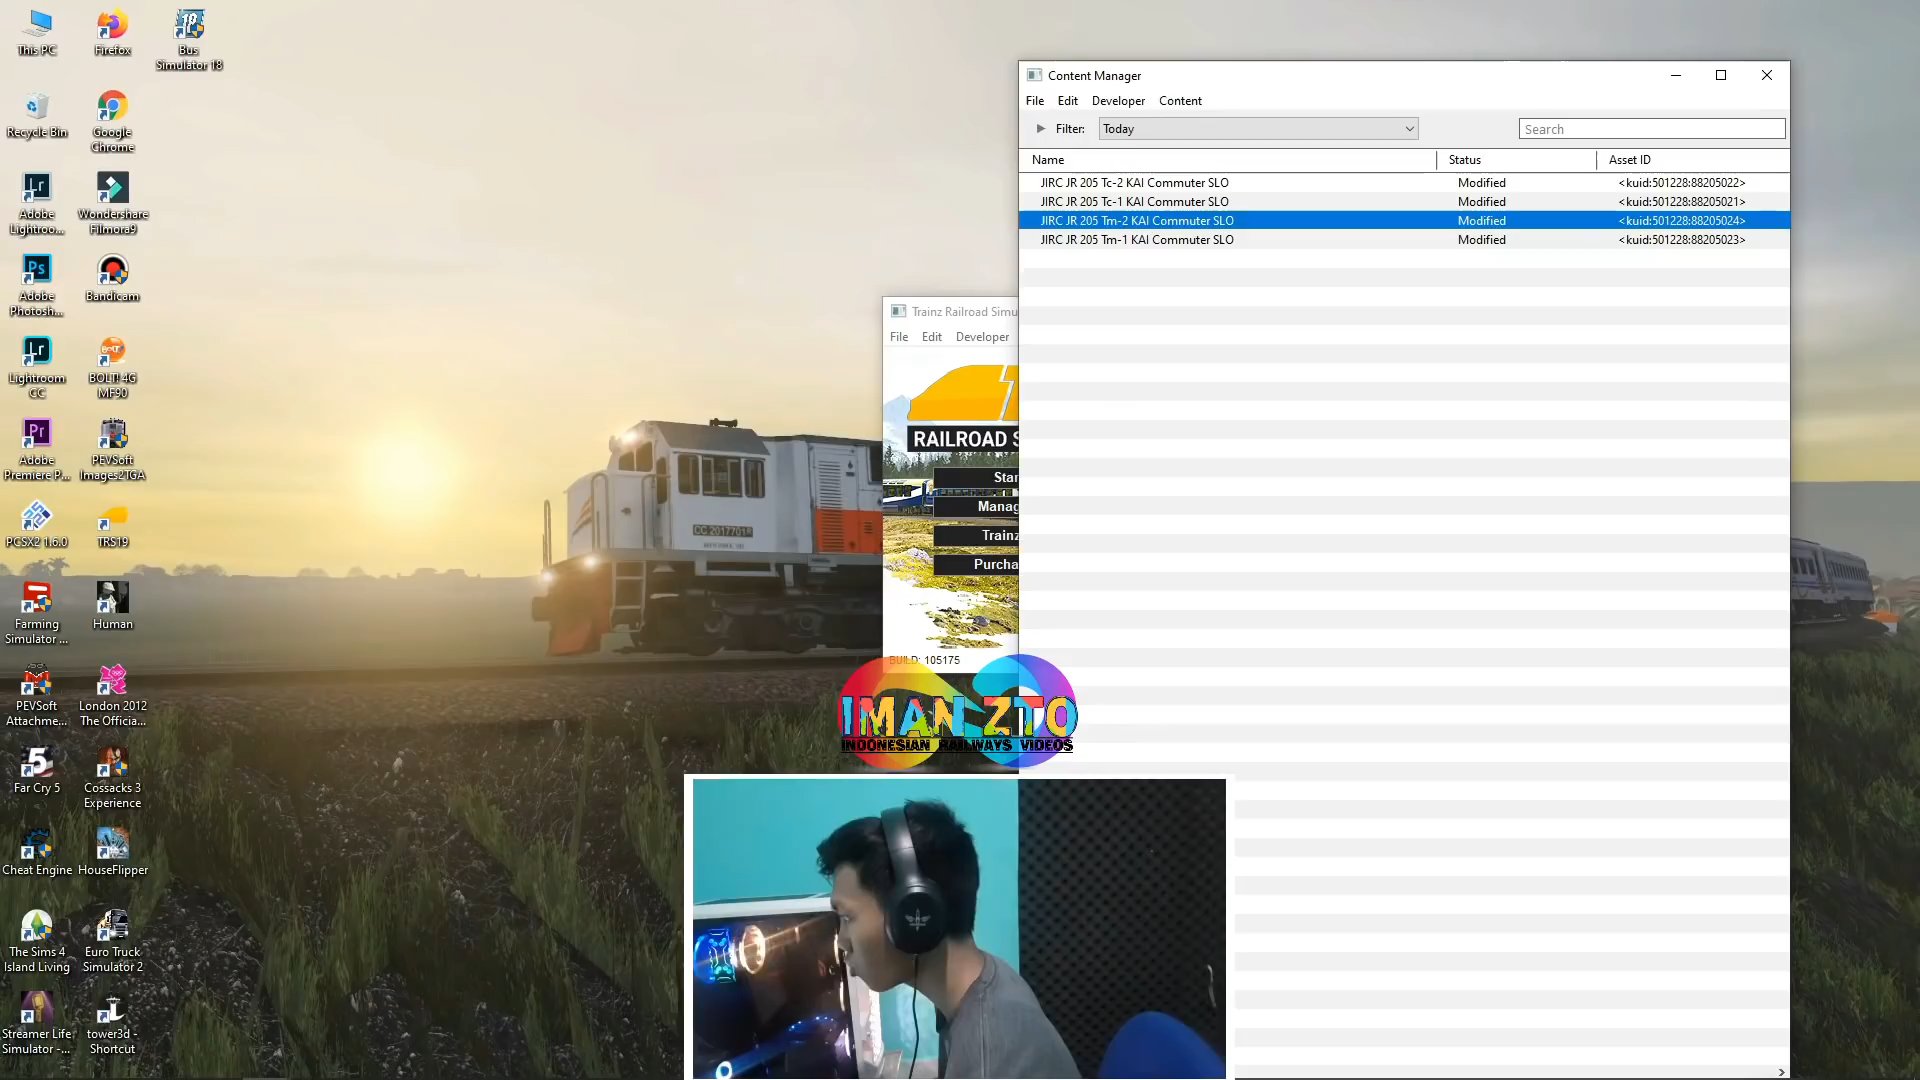 This PC
Firefox
Bus
Simulator 18
Recycle Bin
Google
Chrome
Adobe
Lightroo...
Wondershare
Filmora9
Adobe
Photosh...
Bandicam
Lightroom
CC
BOLT! 4G
MF90
Adobe
Premiere P...
PEVSoft
Images2TGA
PCSX2 1.6.0
TRS19
Farming
Simulator ...
Human
PEVSoft
Attachme...
London 2012
The Officia...
Far Cry 5
Cossacks 3
Experience
Cheat Engine
HouseFlipper
The Sims 4
Island Living
Euro Truck
Simulator 2
Streamer Life
Simulator -...
tower3d -
Shortcut
CC 2017701
Trainz Railroad Simu
File Edit Developer
RAILROAD S
Star
Manag
Trainz
Purcha
BUILD: 105175
Content Manager
File Edit Developer Content
Filter: Today Search
Name Status Asset ID
JIRC JR 205 Tc-2 KAI Commuter SLO Modified <kuid:501228:88205022>
JIRC JR 205 Tc-1 KAI Commuter SLO Modified <kuid:501228:88205021>
JIRC JR 205 Tm-2 KAI Commuter SLO Modified <kuid:501228:88205024>
JIRC JR 205 Tm-1 KAI Commuter SLO Modified <kuid:501228:88205023>
IMAN ZTO
INDONESIAN RAILWAYS VIDEOS